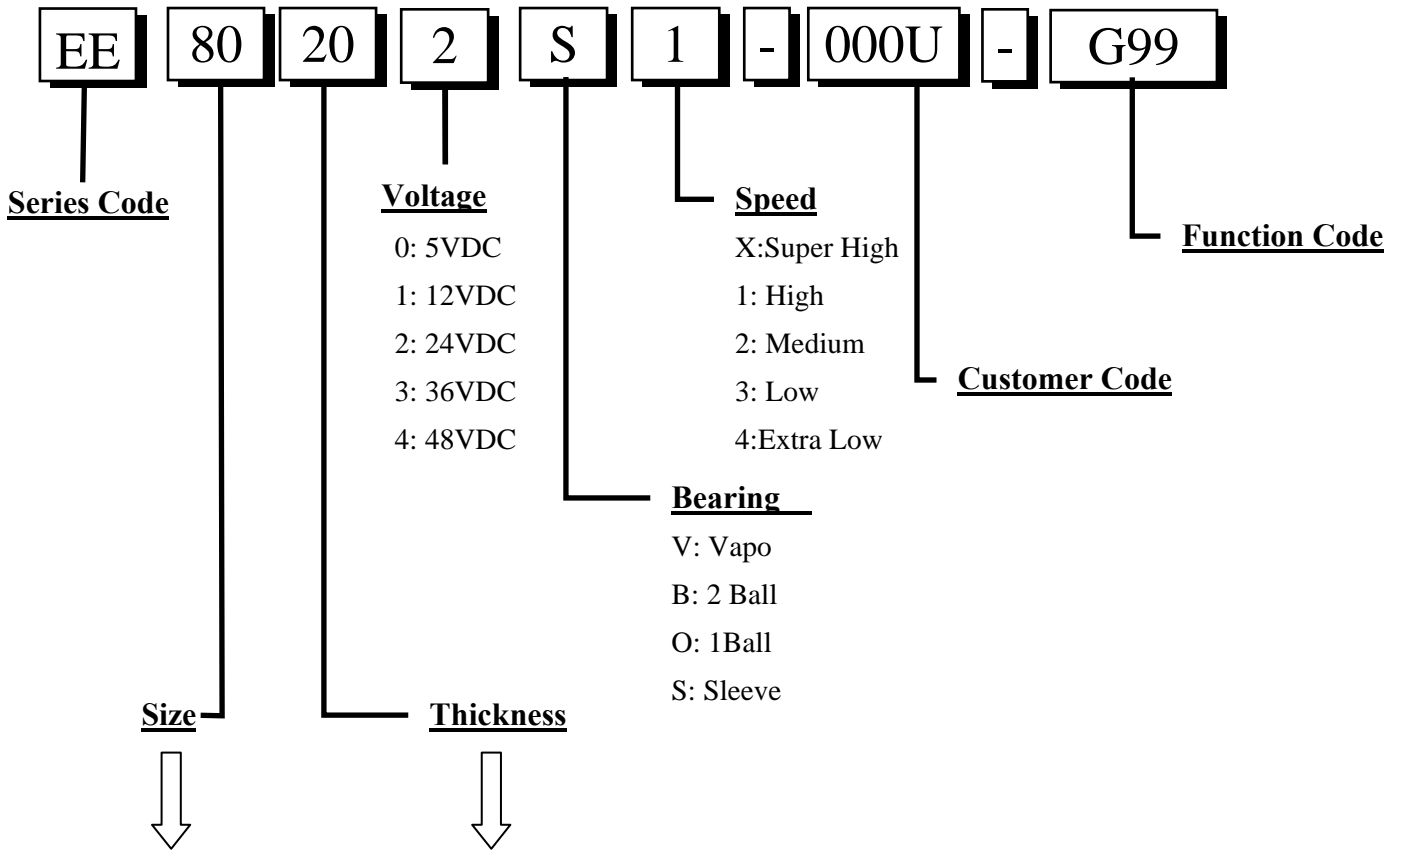 EE 80 20 2 S 1 - 000U - G99
Series Code
Voltage
0: 5VDC
1: 12VDC
2: 24VDC
3: 36VDC
4: 48VDC
Speed
X:Super High
1: High
2: Medium
3: Low
4:Extra Low
Function Code
Customer Code
Bearing
V: Vapo
B: 2 Ball
O: 1Ball
S: Sleeve
Size
Thickness